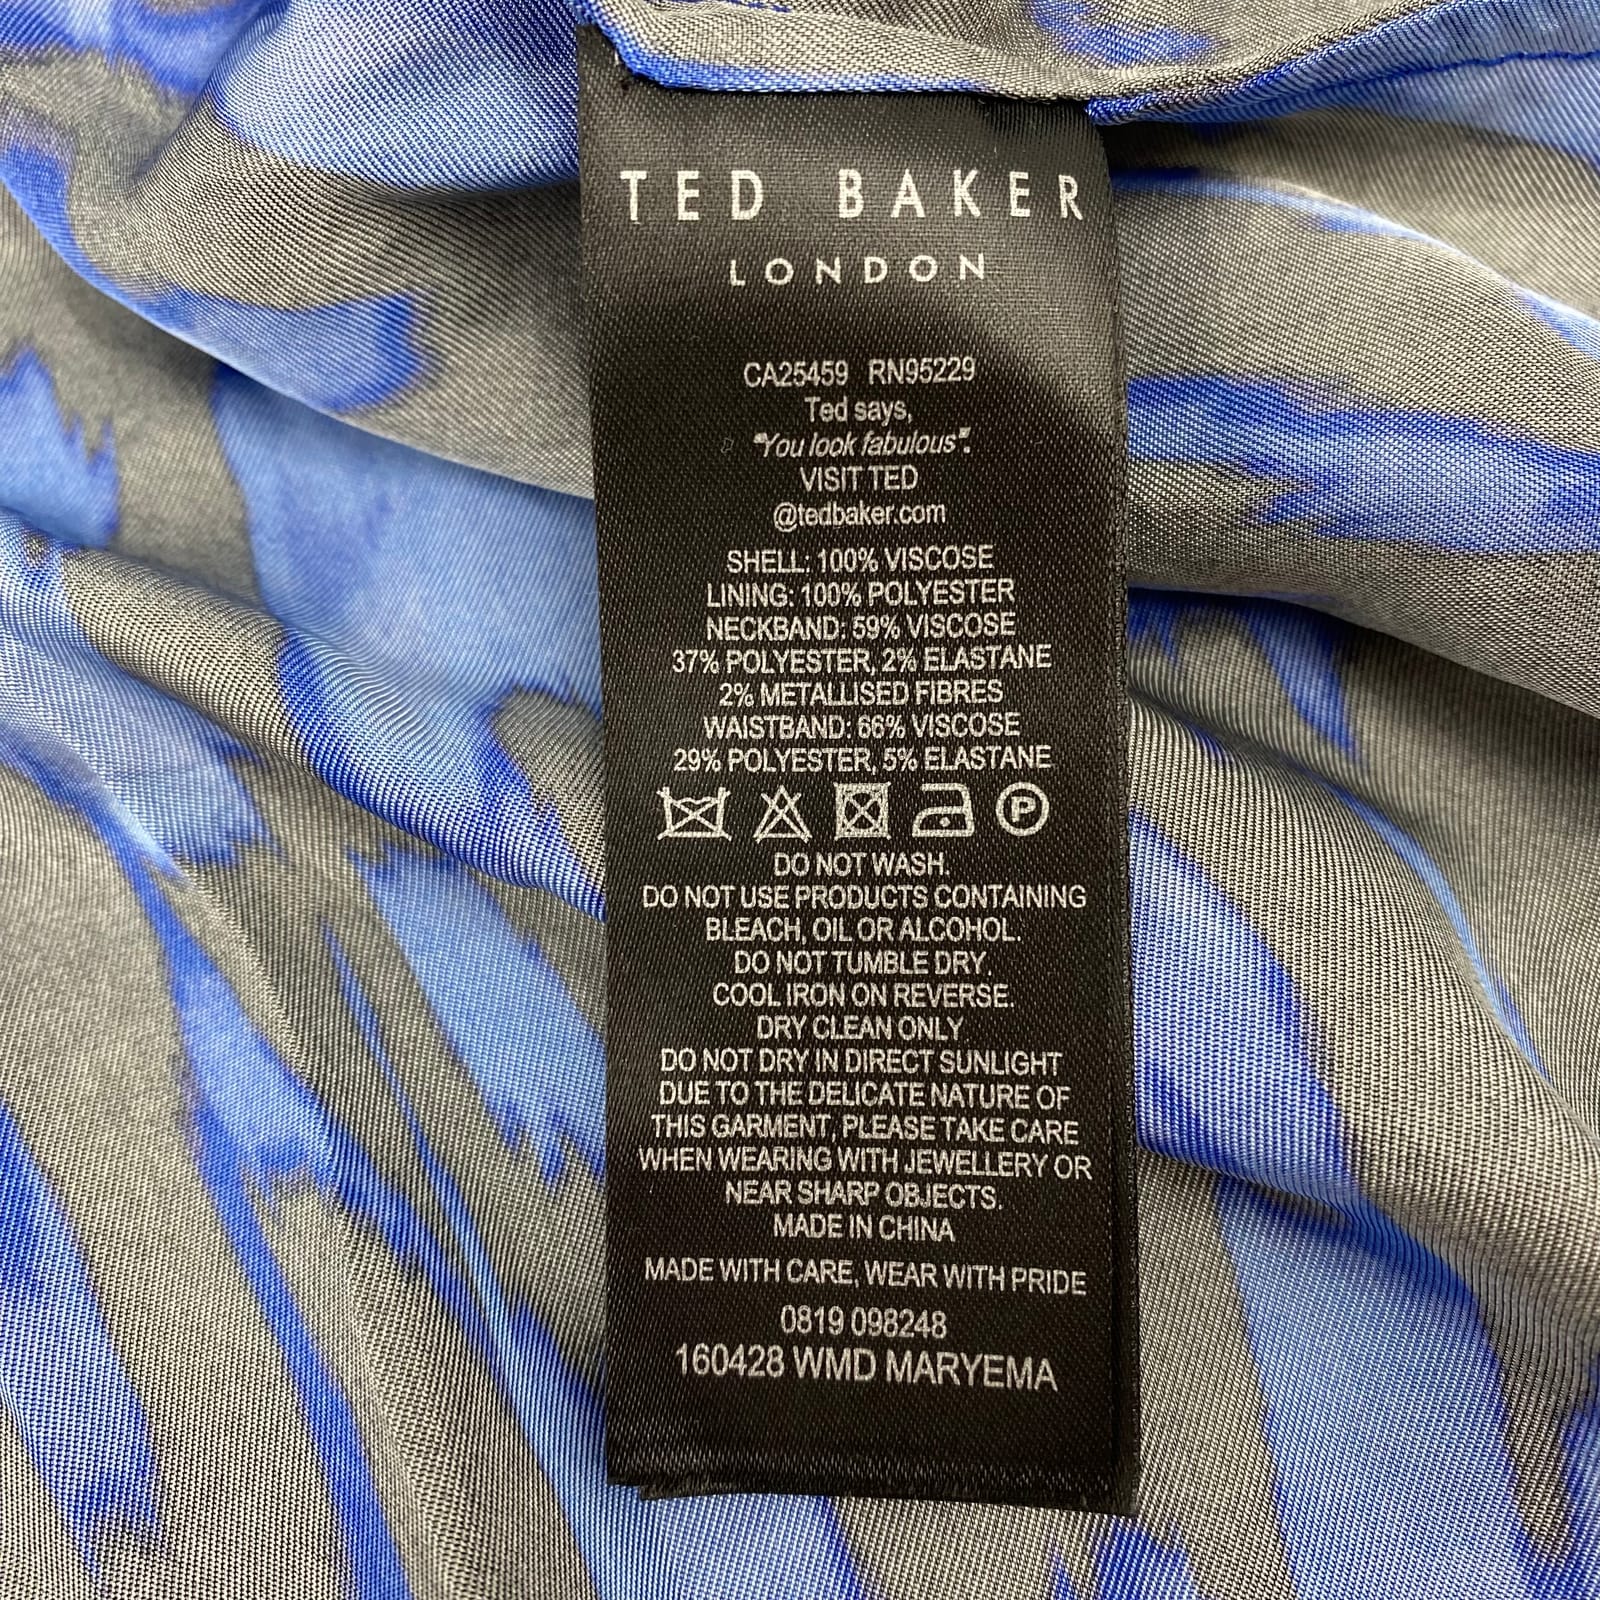 TED BAKER
LONDON
CA25459 RN95229
Ted says,
"You look fabulous".
VISIT TED
@tedbaker.com
SHELL: 100% VISCOSE
LINING: 100% POLYESTER
NECKBAND: 59% VISCOSE
37% POLYESTER, 2% ELASTANE
2% METALLISED FIBRES
WAISTBAND: 66% VISCOSE
29% POLYESTER, 5% ELASTANE
P
DO NOT WASH.
DO NOT USE PRODUCTS CONTAINING
BLEACH, OIL OR ALCOHOL.
DO NOT TUMBLE DRY.
COOL IRON ON REVERSE.
DRY CLEAN ONLY
DO NOT DRY IN DIRECT SUNLIGHT
DUE TO THE DELICATE NATURE OF
THIS GARMENT, PLEASE TAKE CARE
WHEN WEARING WITH JEWELLERY OR
NEAR SHARP OBJECTS.
MADE IN CHINA
MADE WITH CARE, WEAR WITH PRIDE
0819 098248
160428 WMD MARYEMA